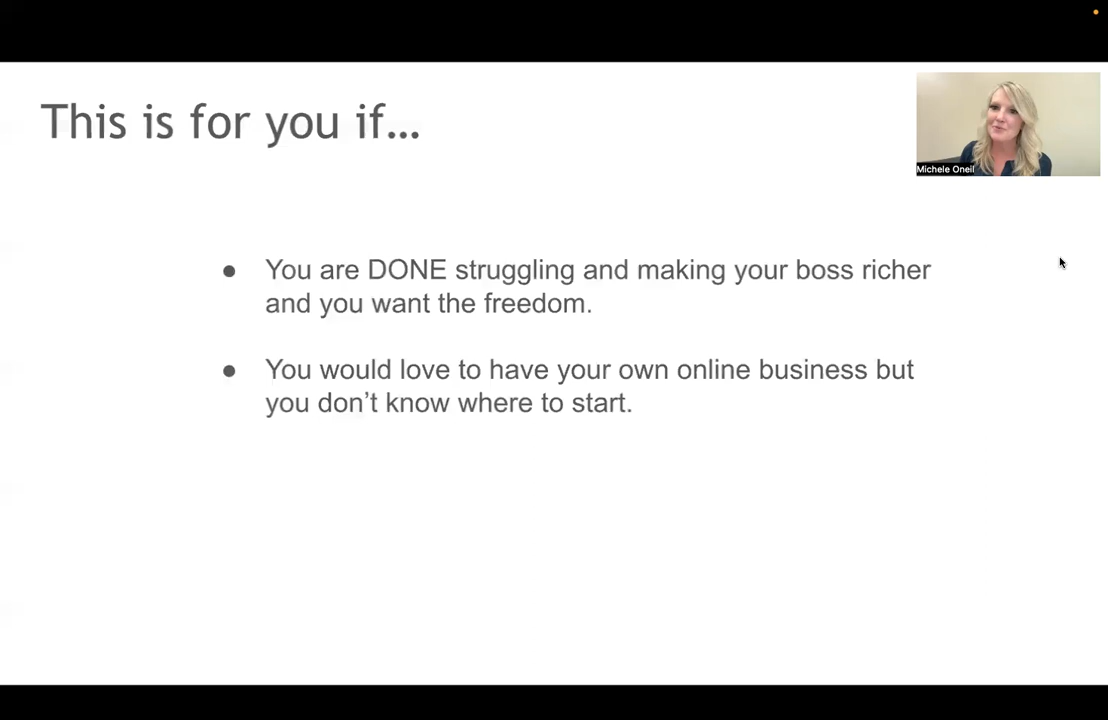 This is for you if…
Michele Oneil
● You are DONE struggling and making your boss richer
and you want the freedom.
● You would love to have your own online business but
you don’t know where to start.